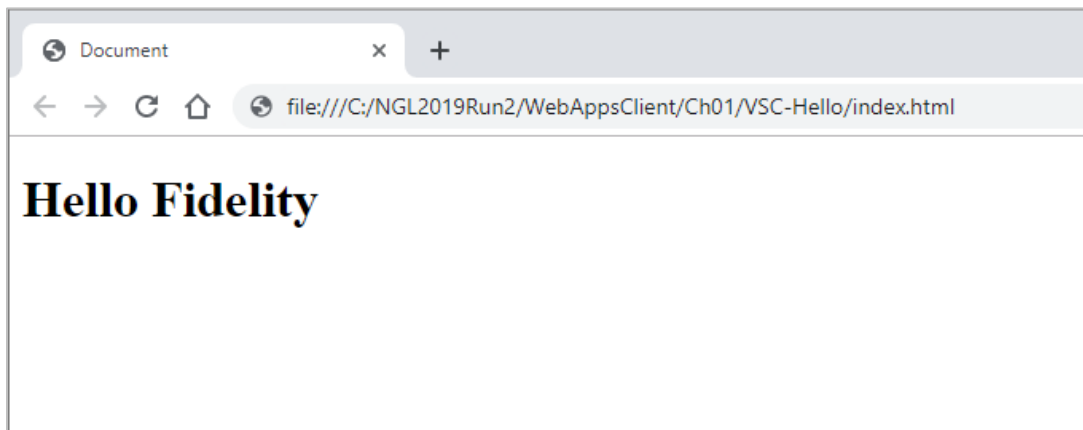 Document
file:///C:/NGL2019Run2/WebAppsClient/Ch01/VSC-Hello/index.html
Hello Fidelity